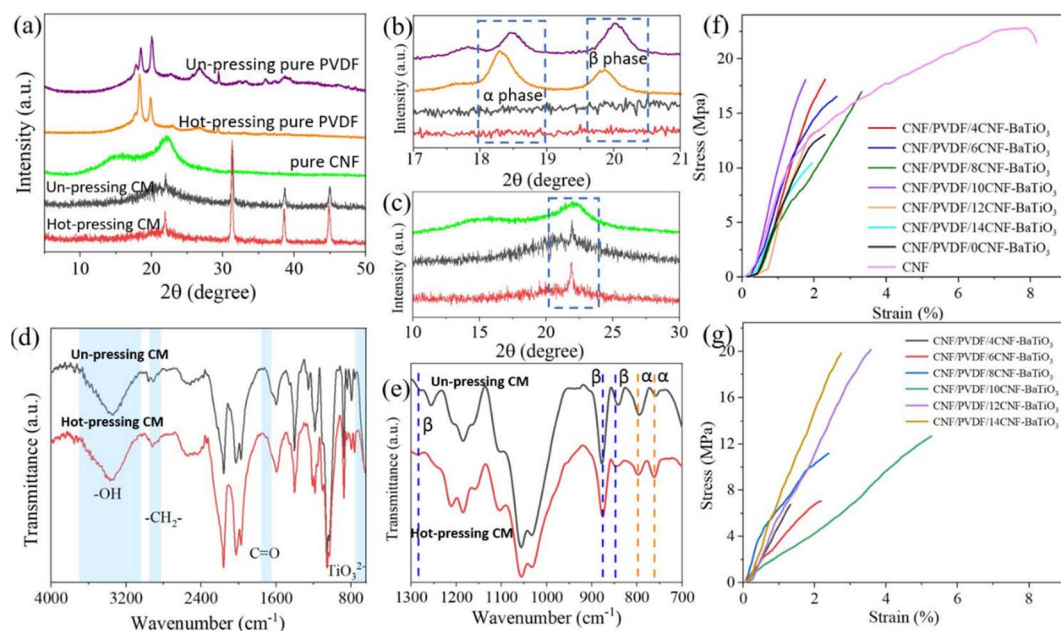 (a)
Intensity (a.u.)
Un-pressing pure PVDF
Hot-pressing pure PVDF
pure CNF
Un-pressing CM
Hot-pressing CM
5 10 20 30 40 50
2θ (degree)
(b)
Intensity (a.u.)
α phase
β phase
17 18 19 20 21
2θ (degree)
(c)
Intensity (a.u.)
10 15 20 25 30
2θ (degree)
(d)
Transmittance (a.u.)
Un-pressing CM
Hot-pressing CM
-OH
-CH₂-
C=O
TiO₃²⁻
4000 3200 2400 1600 800
Wavenumber (cm⁻¹)
(e)
Transmittance (a.u.)
Un-pressing CM
β β α α
β
Hot-pressing CM
1300 1200 1100 1000 900 800 700
Wavenumber (cm⁻¹)
(f)
Stress (Mpa)
20
15
10
5
0
CNF/PVDF/4CNF-BaTiO₃
CNF/PVDF/6CNF-BaTiO₃
CNF/PVDF/8CNF-BaTiO₃
CNF/PVDF/10CNF-BaTiO₃
CNF/PVDF/12CNF-BaTiO₃
CNF/PVDF/14CNF-BaTiO₃
CNF/PVDF/0CNF-BaTiO₃
CNF
0 2 4 6 8
Strain (%)
(g)
Stress (MPa)
20
16
12
8
4
0
CNF/PVDF/4CNF-BaTiO₃
CNF/PVDF/6CNF-BaTiO₃
CNF/PVDF/8CNF-BaTiO₃
CNF/PVDF/10CNF-BaTiO₃
CNF/PVDF/12CNF-BaTiO₃
CNF/PVDF/14CNF-BaTiO₃
0 2 4 6 8
Strain (%)